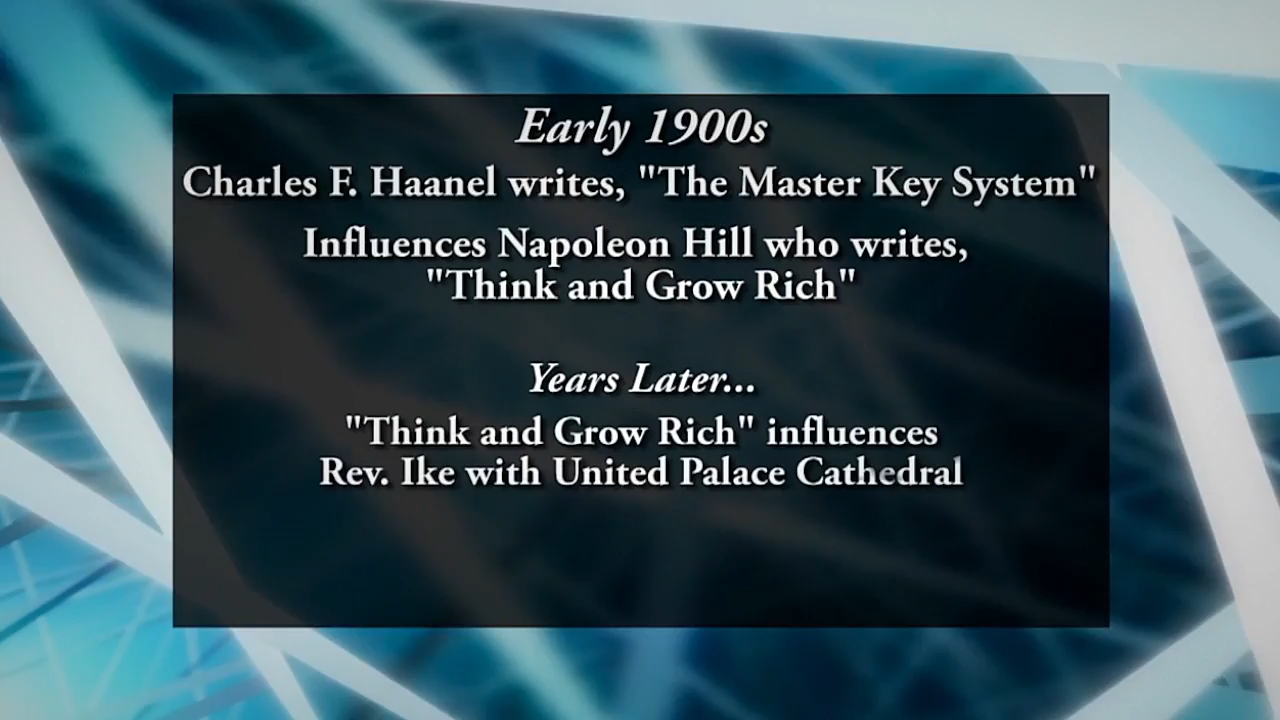 Early 1900s
Charles F. Haanel writes, "The Master Key System"
Influences Napoleon Hill who writes,
"Think and Grow Rich"
Years Later...
"Think and Grow Rich" influences
Rev. Ike with United Palace Cathedral